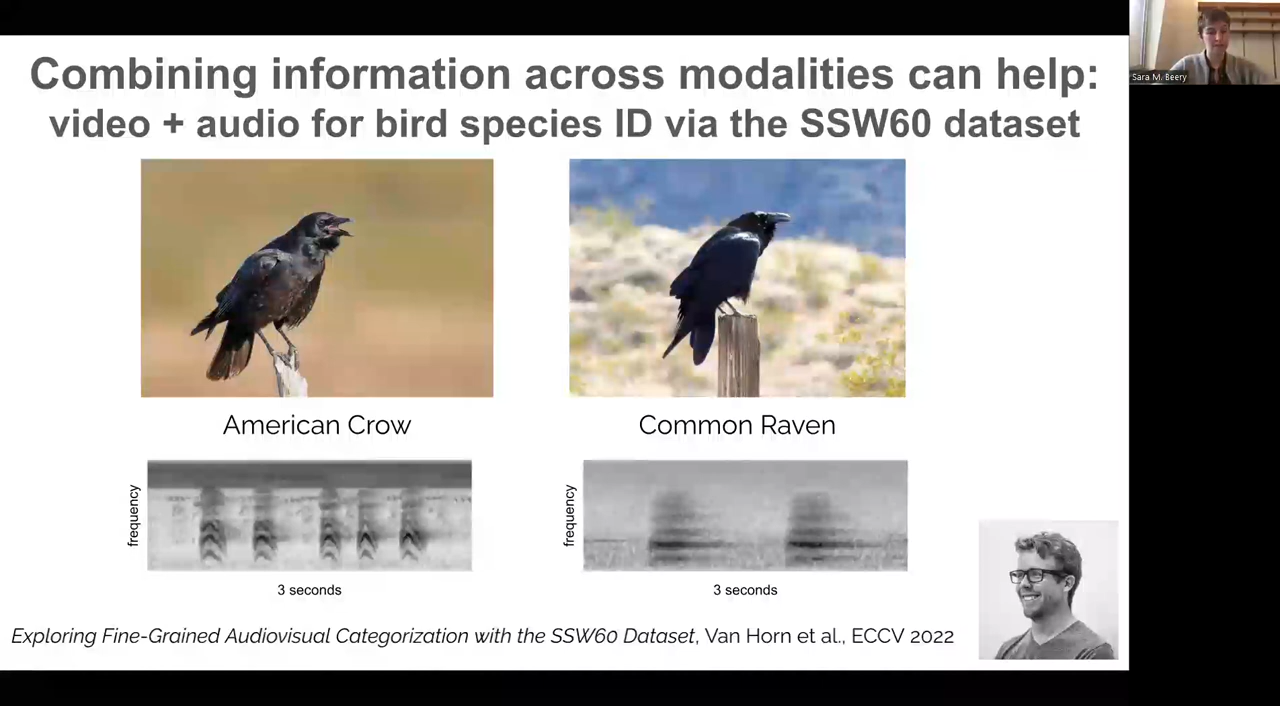 Combining information across modalities can help:
video + audio for bird species ID via the SSW60 dataset
Sara M. Beery
American Crow
Common Raven
frequency
frequency
3 seconds
3 seconds
Exploring Fine-Grained Audiovisual Categorization with the SSW60 Dataset, Van Horn et al., ECCV 2022